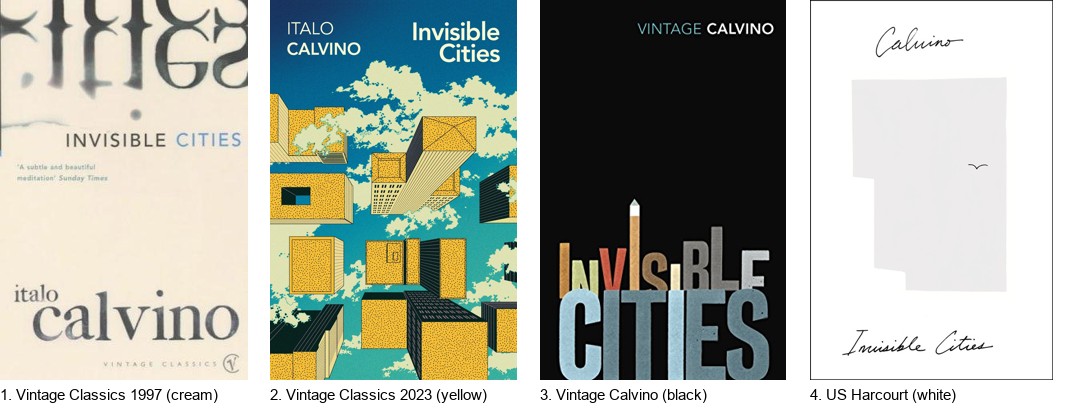 cities
INVISIBLE CITIES
'A subtle and beautiful
meditation' Sunday Times
italo
calvino
VINTAGE CLASSICS
1. Vintage Classics 1997 (cream)
ITALO
CALVINO
Invisible
Cities
2. Vintage Classics 2023 (yellow)
VINTAGE CALVINO
INVISIBLE
CITIES
3. Vintage Calvino (black)
Calvino
Invisible Cities
4. US Harcourt (white)